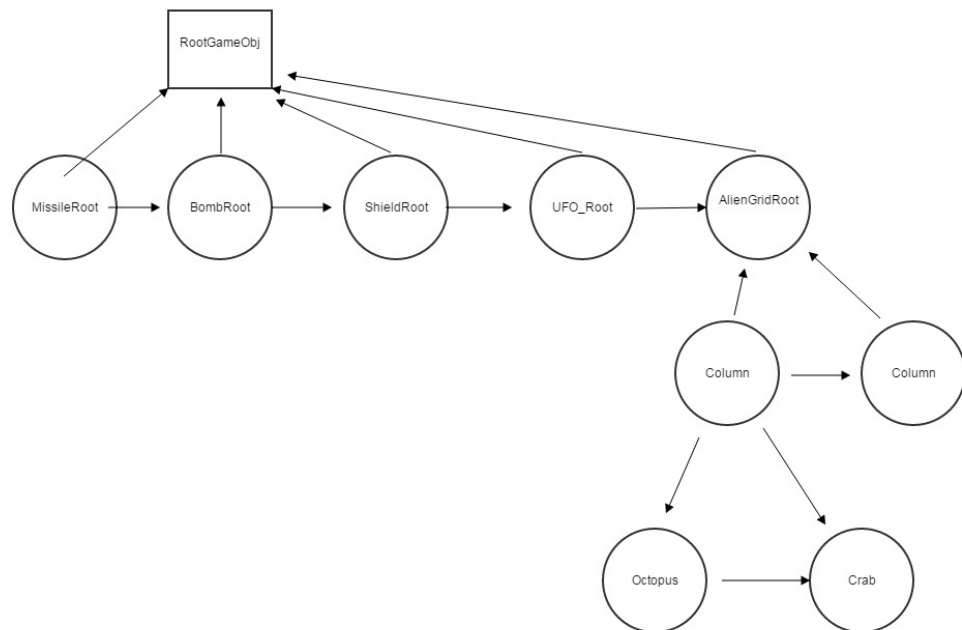 RootGameObj
MissileRoot
BombRoot
ShieldRoot
UFO_Root
AlienGridRoot
Column
Column
Octopus
Crab